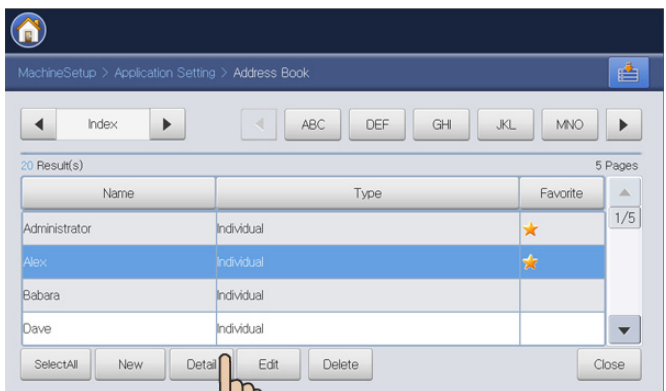 MachineSetup > Application Setting > Address Book
Index ABC DEF GHI JKL MNO
20 Result(s) 5 Pages
Name Type Favorite
Administrator Individual
1/5
Alex Individual
Babara Individual
Dave Individual
SelectAll New Detail Edit Delete Close